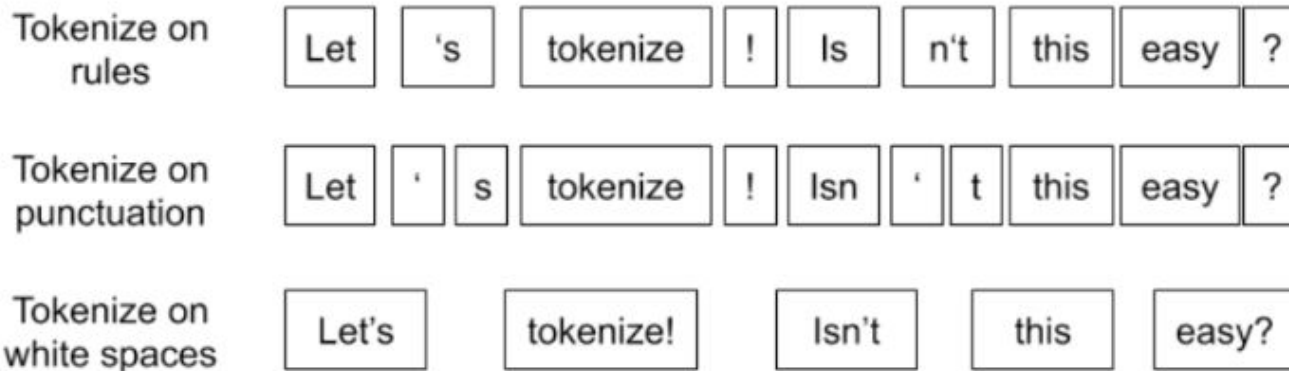 Tokenize on
rules
Let ‘s tokenize ! Is n‘t this easy ?
Tokenize on
punctuation
Let ‘ s tokenize ! Isn ‘ t this easy ?
Tokenize on
white spaces
Let’s tokenize! Isn’t this easy?